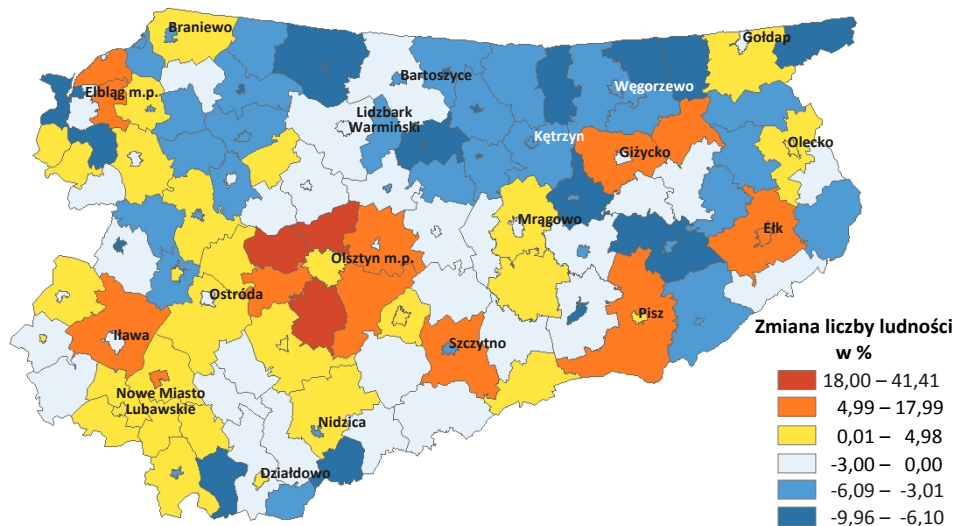 Braniewo
Gołdap
Elbląg m.p.
Bartoszyce
Węgorzewo
Lidzbark
Warmiński
Kętrzyn
Giżycko
Olecko
Mrągowo
Ełk
Olsztyn m.p.
Ostróda
Pisz
Iława
Szczytno
Nowe Miasto
Lubawskie
Nidzica
Działdowo
Zmiana liczby ludności
w %
18,00 – 41,41
4,99 – 17,99
0,01 – 4,98
-3,00 – 0,00
-6,09 – -3,01
-9,96 – -6,10